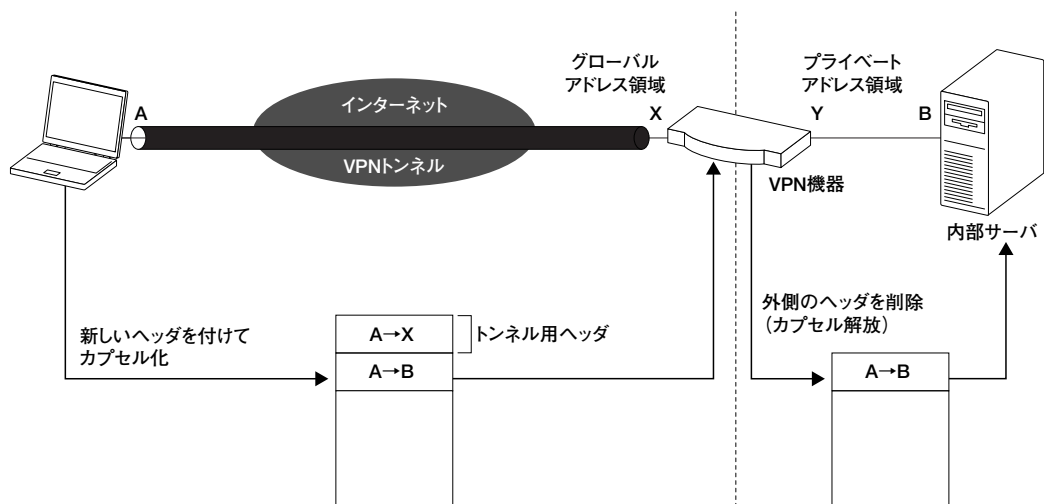 グローバル
アドレス領域
プライベート
アドレス領域
A
インターネット
X
Y
B
VPNトンネル
VPN機器
内部サーバ
新しいヘッダを付けて
カプセル化
A→X
トンネル用ヘッダ
A→B
外側のヘッダを削除
（カプセル解放）
A→B